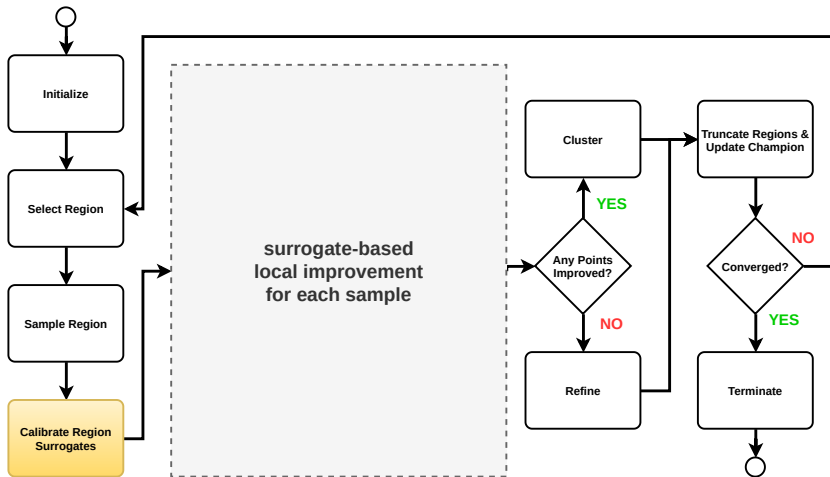 Initialize
Select Region
Sample Region
Calibrate Region
Surrogates
surrogate-based
local improvement
for each sample
Cluster
YES
Any Points
Improved?
NO
Refine
Truncate Regions &
Update Champion
Converged?
NO
YES
Terminate